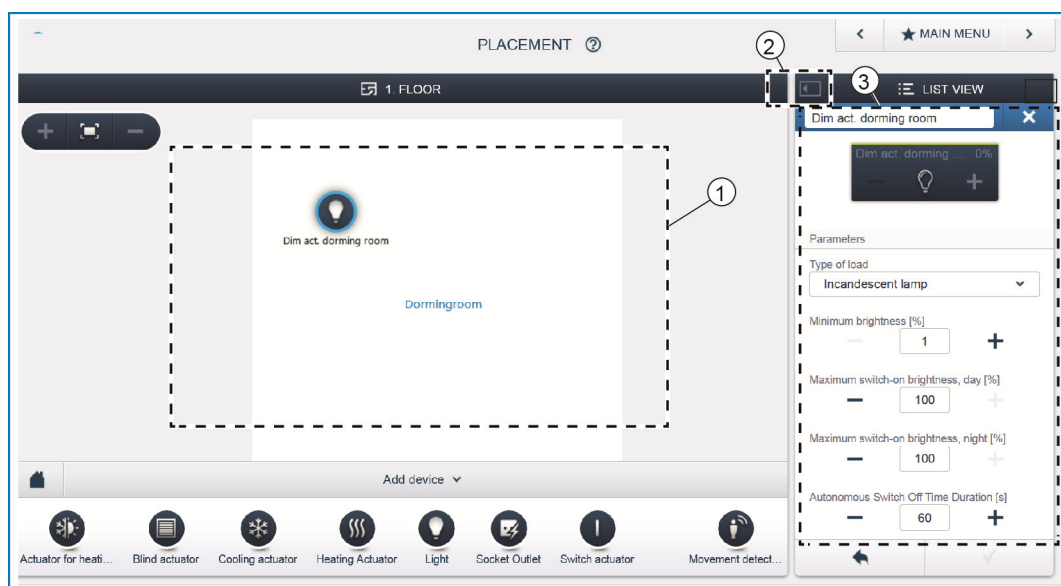 PLACEMENT ?
2
MAIN MENU
1. FLOOR
LIST VIEW
3
Dim act. dorming room
Dim act. dorming ... 0%
1
Dim act. dorming room
Dormingroom
Parameters
Type of load
Incandescent lamp
Minimum brightness [%]
1
Maximum switch-on brightness, day [%]
100
Maximum switch-on brightness, night [%]
100
Autonomous Switch Off Time Duration [s]
60
Add device
Actuator for heati...
Blind actuator
Cooling actuator
Heating Actuator
Light
Socket Outlet
Switch actuator
Movement detect...